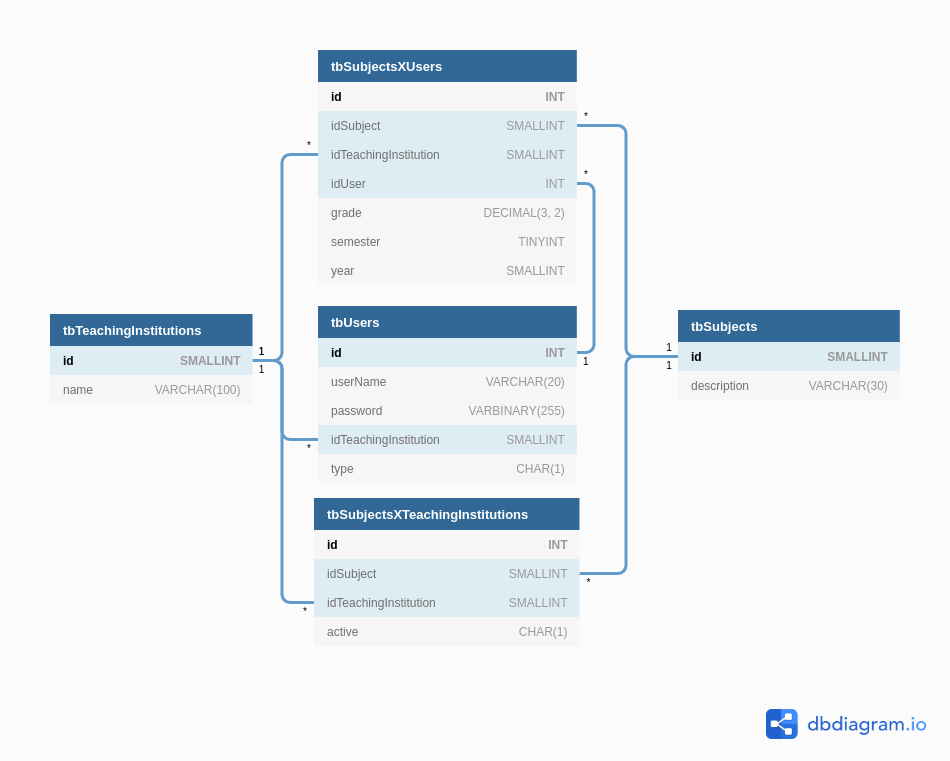 tbSubjectsXUsers
id INT
idSubject SMALLINT
idTeachingInstitution SMALLINT
idUser INT
grade DECIMAL(3, 2)
semester TINYINT
year SMALLINT
*
*
*
tbTeachingInstitutions
id SMALLINT
name VARCHAR(100)
1
1
tbUsers
id INT
userName VARCHAR(20)
password VARBINARY(255)
idTeachingInstitution SMALLINT
type CHAR(1)
1
*
tbSubjects
id SMALLINT
description VARCHAR(30)
1
1
tbSubjectsXTeachingInstitutions
id INT
idSubject SMALLINT
idTeachingInstitution SMALLINT
active CHAR(1)
*
*
dbdiagram.io